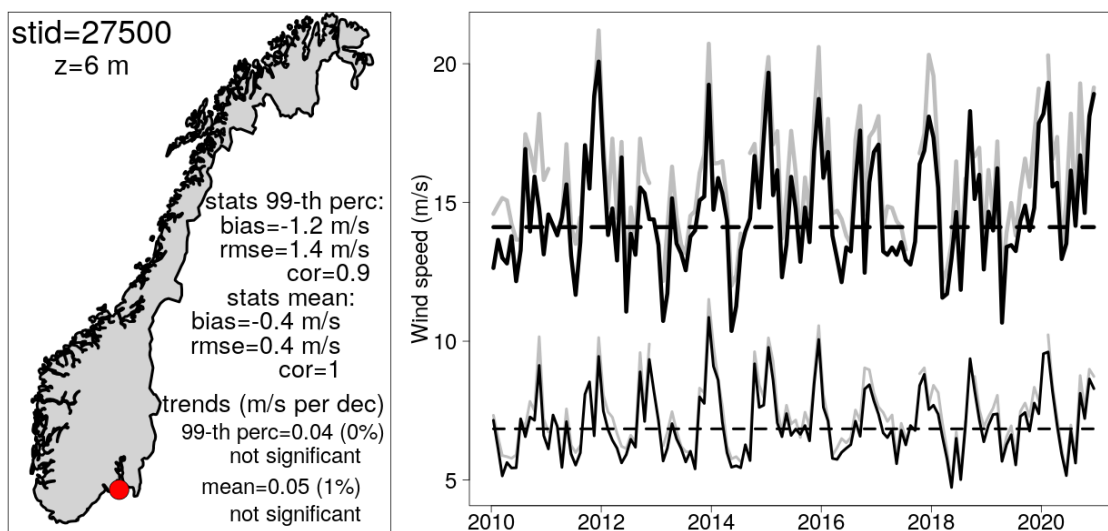 stid=27500
z=6 m
stats 99-th perc:
bias=-1.2 m/s
rmse=1.4 m/s
cor=0.9
stats mean:
bias=-0.4 m/s
rmse=0.4 m/s
cor=1
trends (m/s per dec)
99-th perc=0.04 (0%)
not significant
mean=0.05 (1%)
not significant
Wind speed (m/s)
20
15
10
5
2010 2012 2014 2016 2018 2020